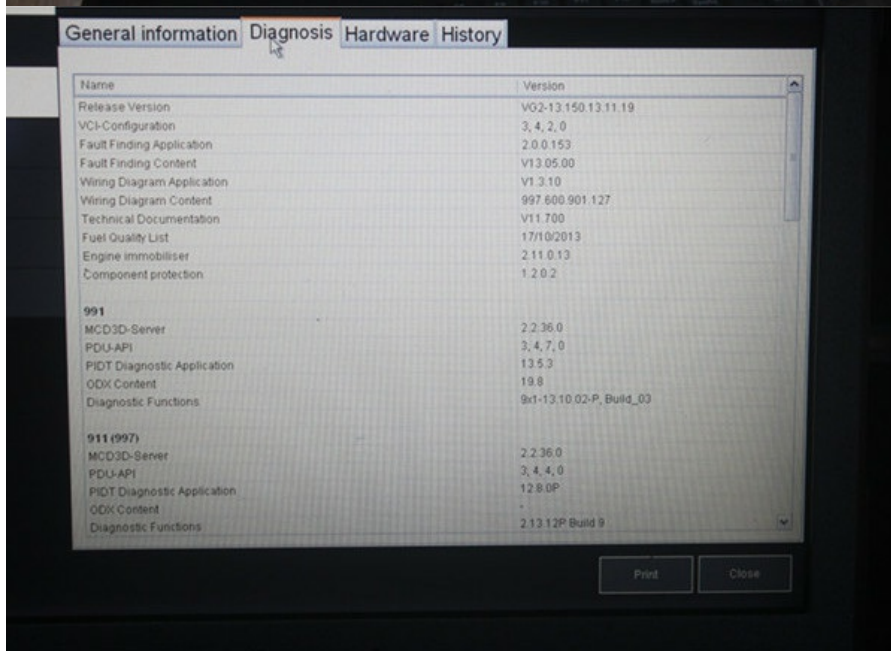 General information Diagnosis Hardware History
Name Version
Release Version VG2-13.150.13.11.19
VCI-Configuration 3, 4, 2, 0
Fault Finding Application 2.0.0.153
Fault Finding Content V13.05.00
Wiring Diagram Application V1.3.10
Wiring Diagram Content 997.600.901.127
Technical Documentation V11.700
Fuel Quality List 17/10/2013
Engine immobiliser 2.11.0.13
Component protection 1.2.0.2
991
MCD3D-Server 2.2.36.0
PDU-API 3, 4, 7, 0
PIDT Diagnostic Application 13.5.3
ODX Content 19.8
Diagnostic Functions 9x1-13.10.02-P, Build_03
911 (997)
MCD3D-Server 2.2.36.0
PDU-API 3, 4, 4, 0
PIDT Diagnostic Application 12.8.0P
ODX Content -
Diagnostic Functions 2.13.12P Build 9
Print Close